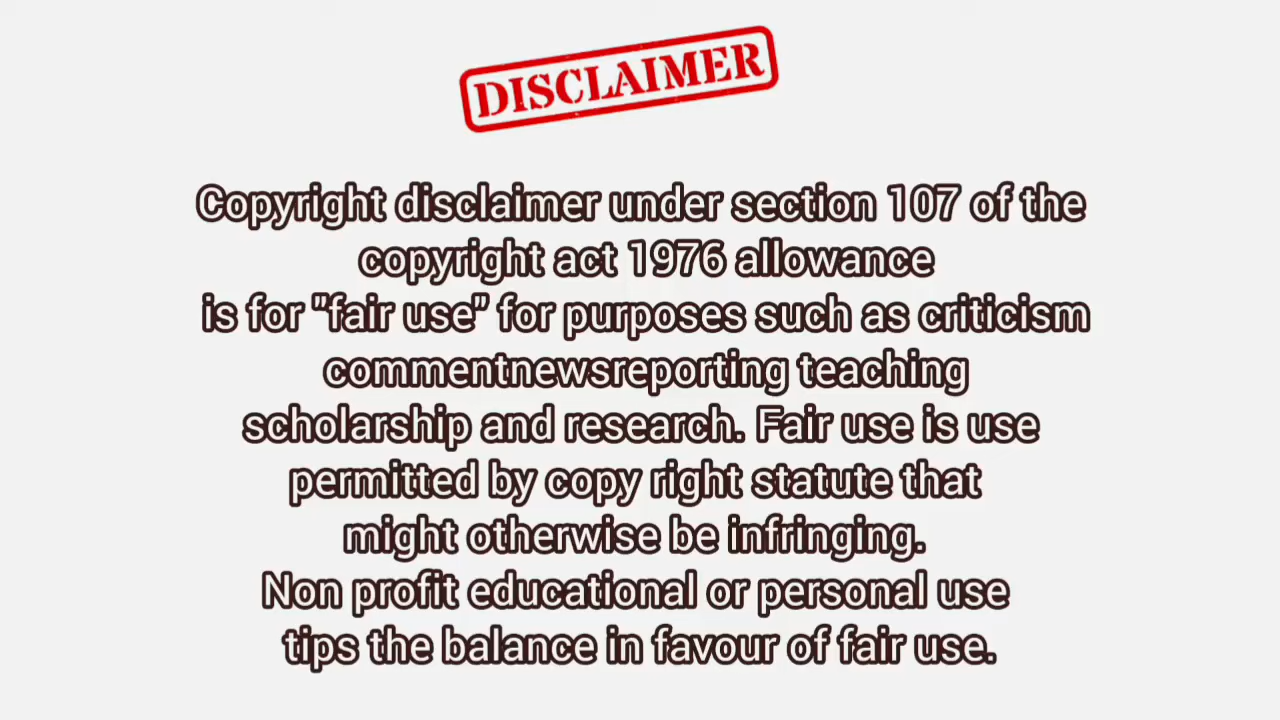 DISCLAIMER
Copyright disclaimer under section 107 of the
copyright act 1976 allowance
is for "fair use" for purposes such as criticism
commentnewsreporting teaching
scholarship and research. Fair use is use
permitted by copy right statute that
might otherwise be infringing.
Non profit educational or personal use
tips the balance in favour of fair use.